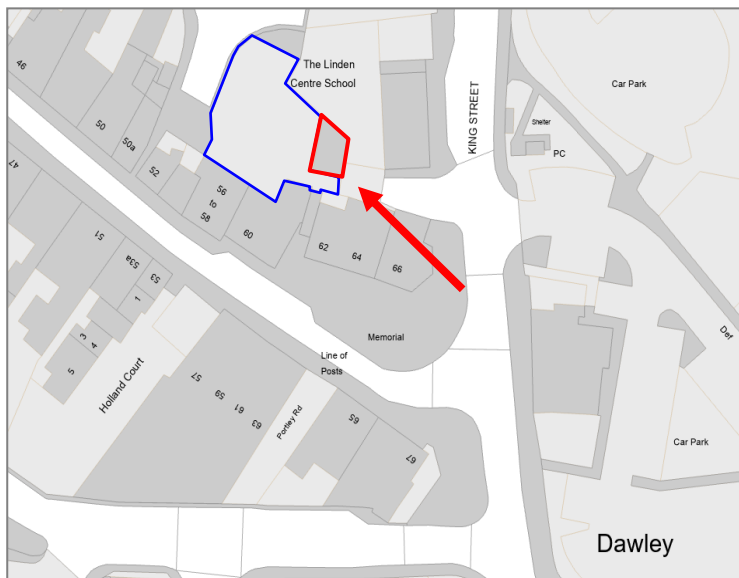 46
50
50a
52
56
to
58
60
62
64
66
The Linden
Centre School
KING STREET
Car Park
Shelter
PC
47
51
53a
53
1
3
4
5
Holland Court
57
59
61
63
Portley Rd
65
67
Line of
Posts
Memorial
Def
Car Park
Dawley